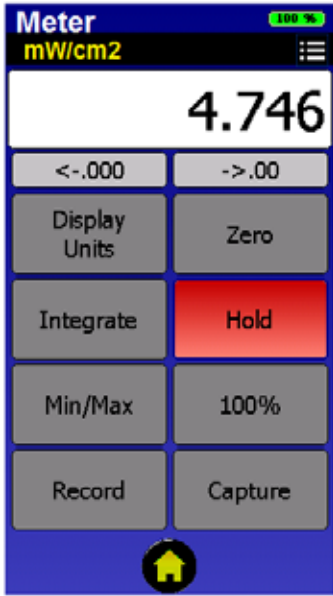 Meter
100 %
mW/cm2
4.746
<-.000
->.00
Display
Units
Zero
Integrate
Hold
Min/Max
100%
Record
Capture